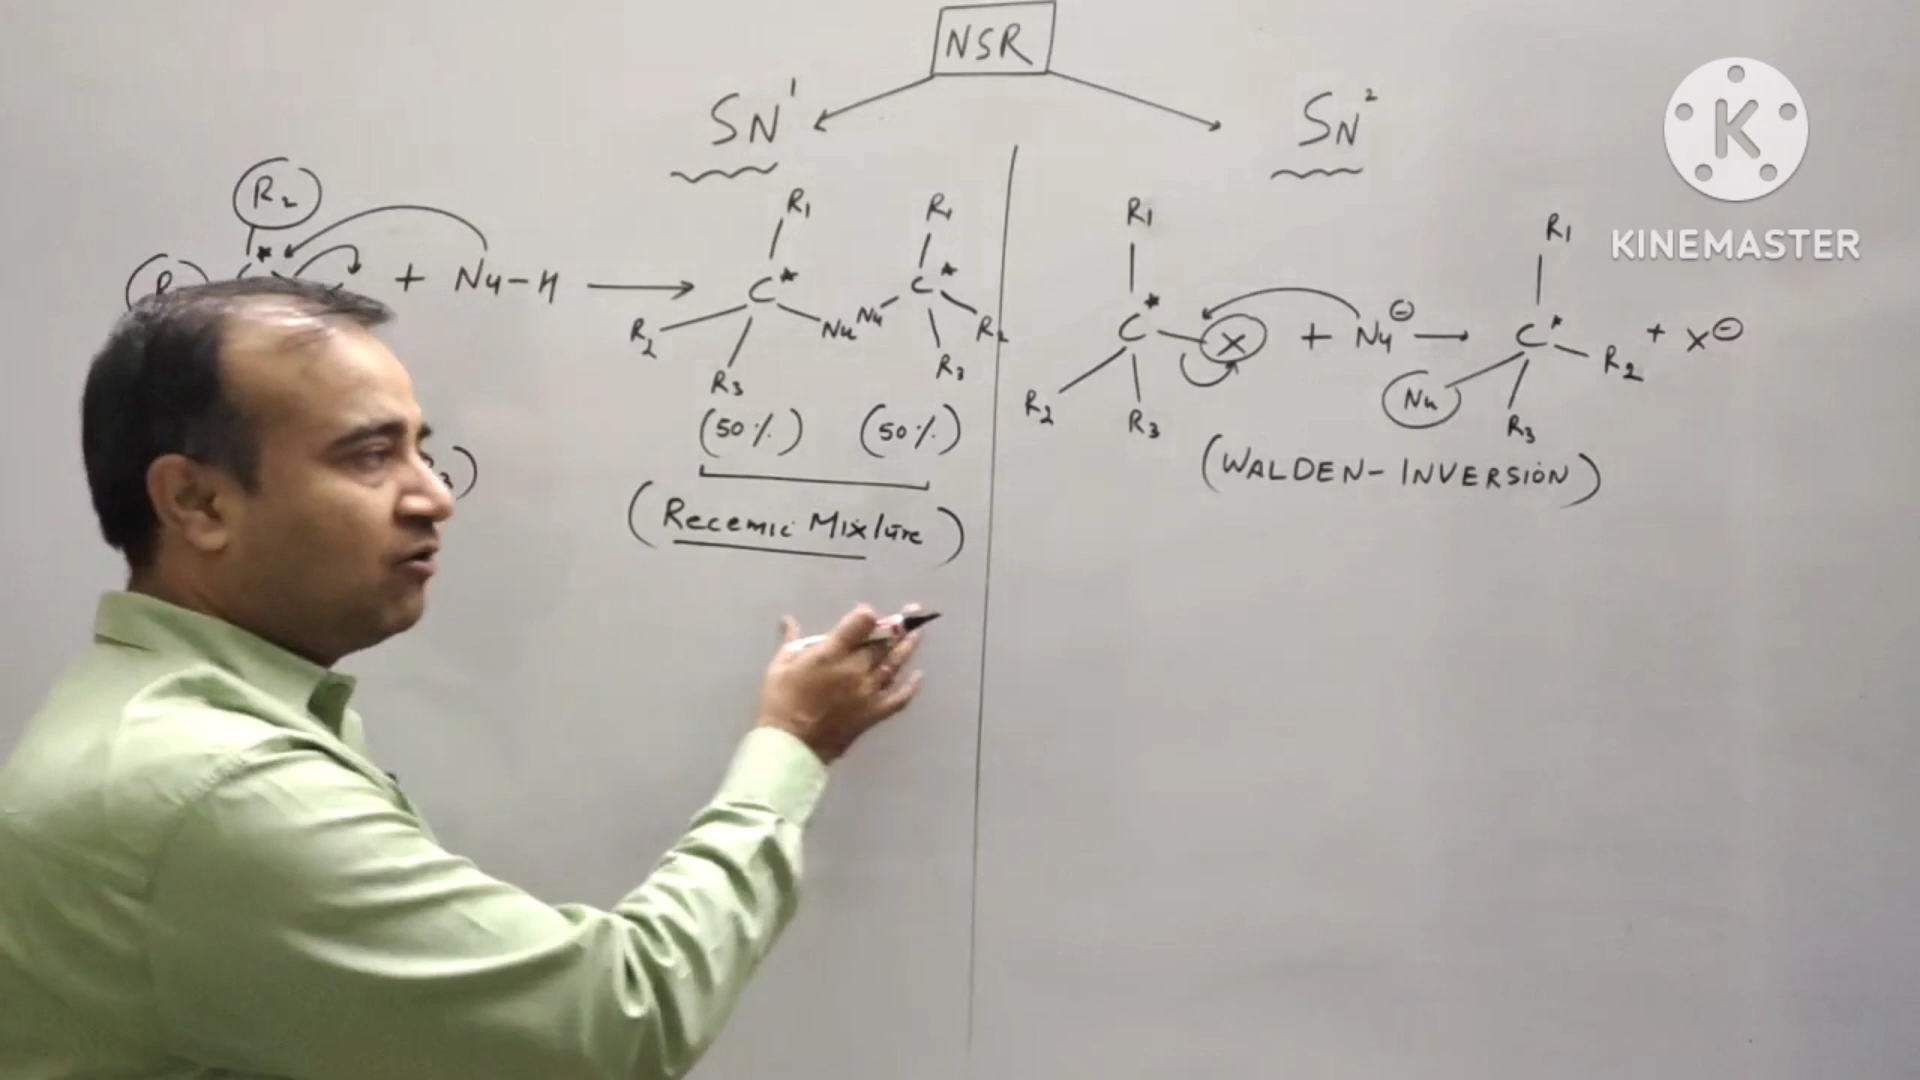 NSR
SN¹
SN²
K
KINEMASTER
R₂
+ Nu-H
R₁
C*
R₂
R₃
Nu
R₁
C*
Nu
R₃
(50%) (50%)
(Recemic Mixture)
R₁
C*
X
R₂
R₃
+ Nu⊖
R₁
C*
Nu
R₂
R₃
+ X⊖
(WALDEN-INVERSION)